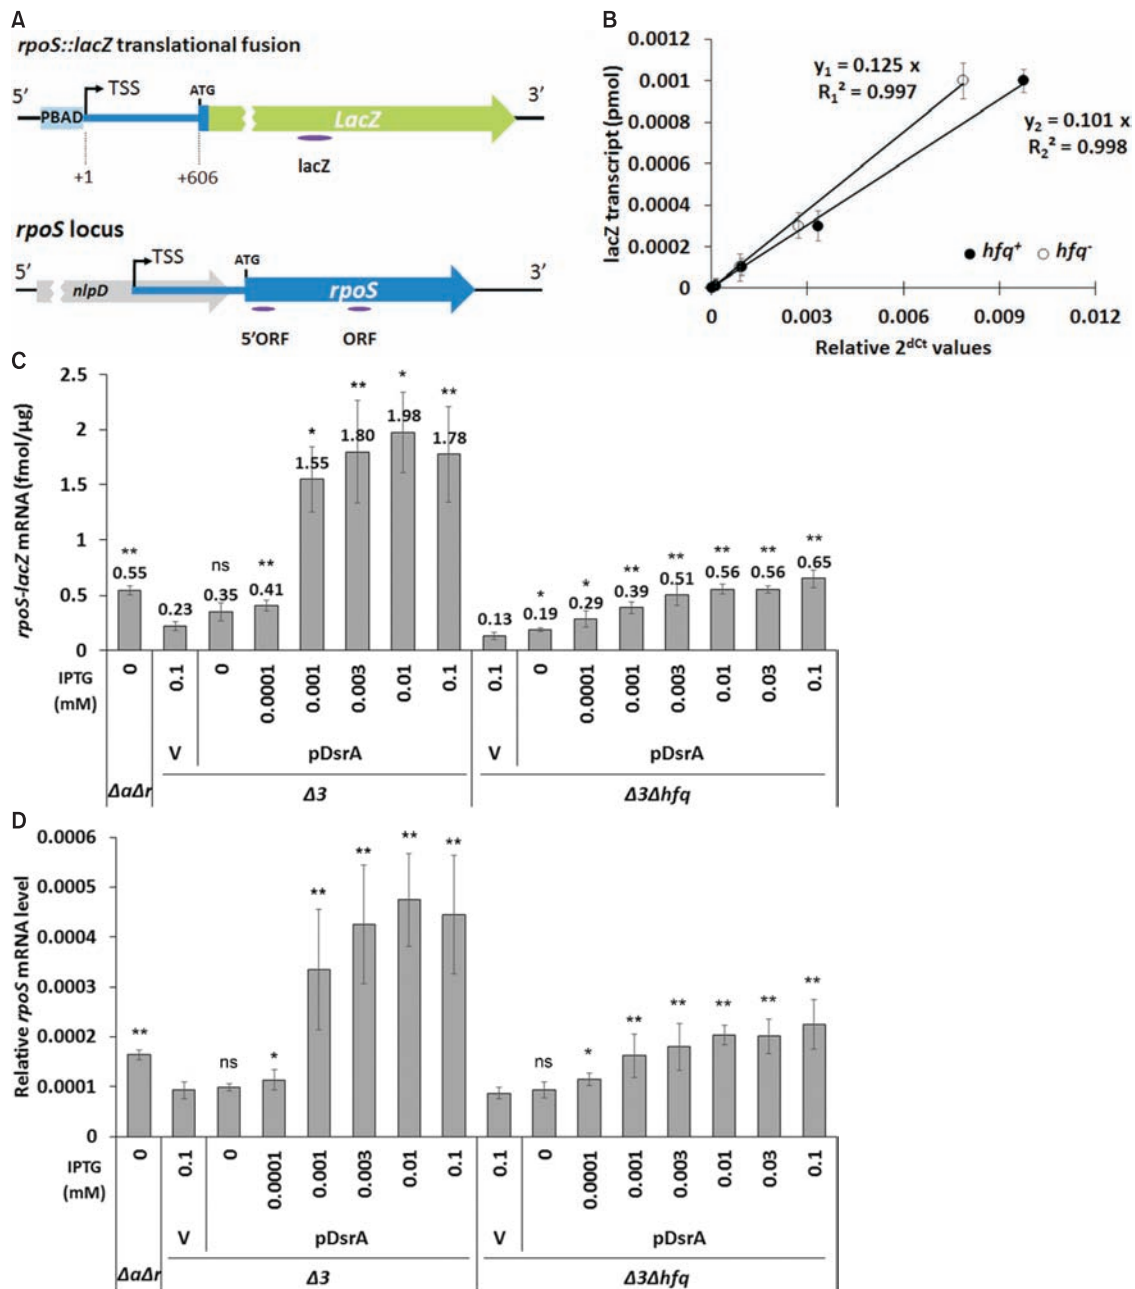 A
rpoS::lacZ translational fusion
5′ TSS ATG 3′
PBAD LacZ
lacZ
+1 +606
rpoS locus
5′ TSS ATG 3′
nlpD rpoS
5′ORF ORF
B
0.0012
0.001
0.0008
0.0006
0.0004
0.0002
0
lacZ transcript (pmol)
y₁ = 0.125 x
R₁² = 0.997
y₂ = 0.101 x
R₂² = 0.998
hfq⁺ hfq⁻
0 0.003 0.006 0.009 0.012
Relative 2^dCt values
C
rpoS-lacZ mRNA (fmol/µg)
2.5
2
1.5
1
0.5
0
** ns ** * ** * ** * * ** ** ** ** **
0.55 0.23 0.35 0.41 1.55 1.80 1.98 1.78 0.13 0.19 0.29 0.39 0.51 0.56 0.56 0.65
IPTG (mM)
0 0.1 0 0.0001 0.001 0.003 0.01 0.1 0.1 0 0.0001 0.001 0.003 0.01 0.03 0.1
V pDsrA V pDsrA
ΔaΔr Δ3 Δ3Δhfq
D
Relative rpoS mRNA level
0.0006
0.0005
0.0004
0.0003
0.0002
0.0001
0
** ns * ** ** ** ** ns * ** ** ** ** **
IPTG (mM)
0 0.1 0 0.0001 0.001 0.003 0.01 0.1 0.1 0 0.0001 0.001 0.003 0.01 0.03 0.1
V pDsrA V pDsrA
ΔaΔr Δ3 Δ3Δhfq